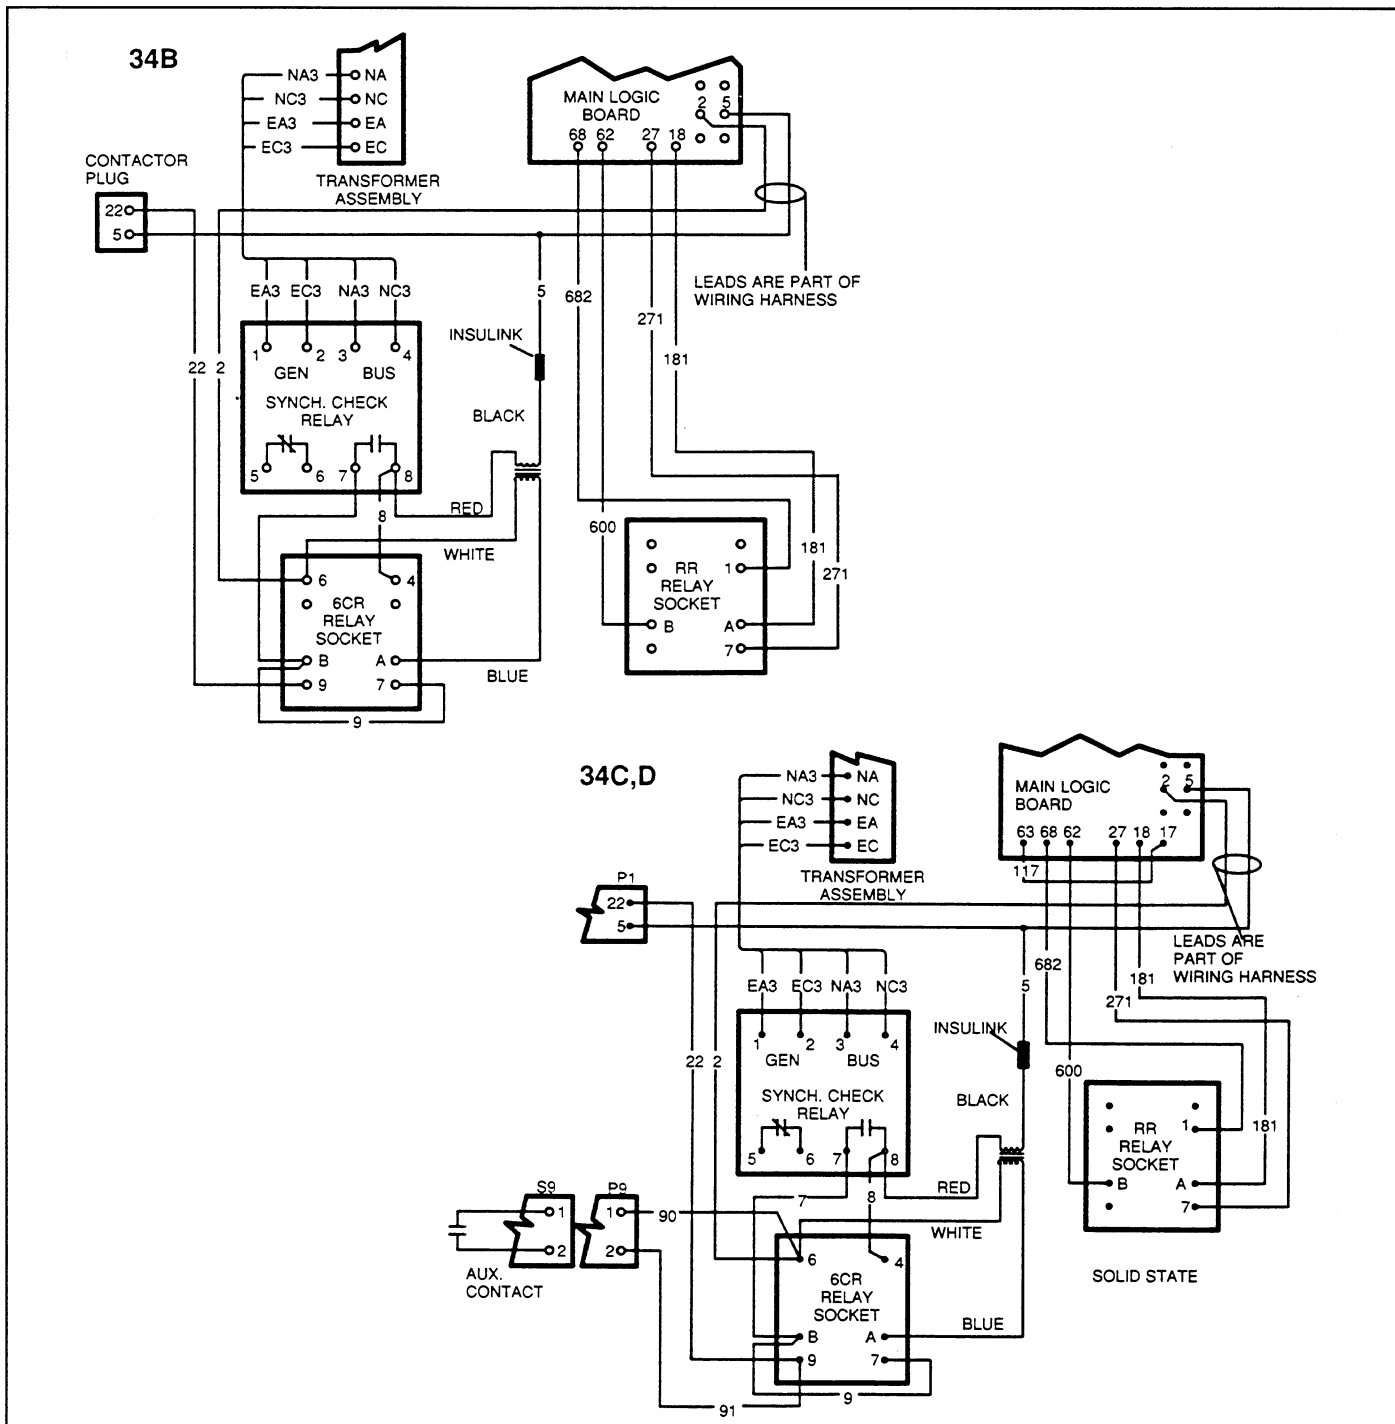 34B
NA3 NA
NC3 NC
EA3 EA
EC3 EC
TRANSFORMER
ASSEMBLY
MAIN LOGIC
BOARD
2 5
68 62 27 18
CONTACTOR
PLUG
22
5
LEADS ARE PART OF
WIRING HARNESS
EA3 EC3 NA3 NC3
5
682
271
181
INSULINK
22 2
1 2 3 4
GEN BUS
SYNCH. CHECK
RELAY
5 6 7 8
BLACK
RED
8
WHITE
600
181
271
RR
RELAY
SOCKET
1
B A
7
6 4
6CR
RELAY
SOCKET
B A
9 7
BLUE
9
34C,D
NA3 NA
NC3 NC
EA3 EA
EC3 EC
TRANSFORMER
ASSEMBLY
MAIN LOGIC
BOARD
2 5
63 68 62 27 18 17
117
P1
22
5
LEADS ARE
PART OF
WIRING HARNESS
682
181
271
EA3 EC3 NA3 NC3
5
INSULINK
22 2
1 2 3 4
GEN BUS
SYNCH. CHECK
RELAY
5 6 7 8
BLACK
600
RR
RELAY
SOCKET
1
181
B A
7
RED
7
8
WHITE
S9 P9
1 1
90
2 2
AUX.
CONTACT
6 4
6CR
RELAY
SOCKET
SOLID STATE
BLUE
B A
9 7
9
91